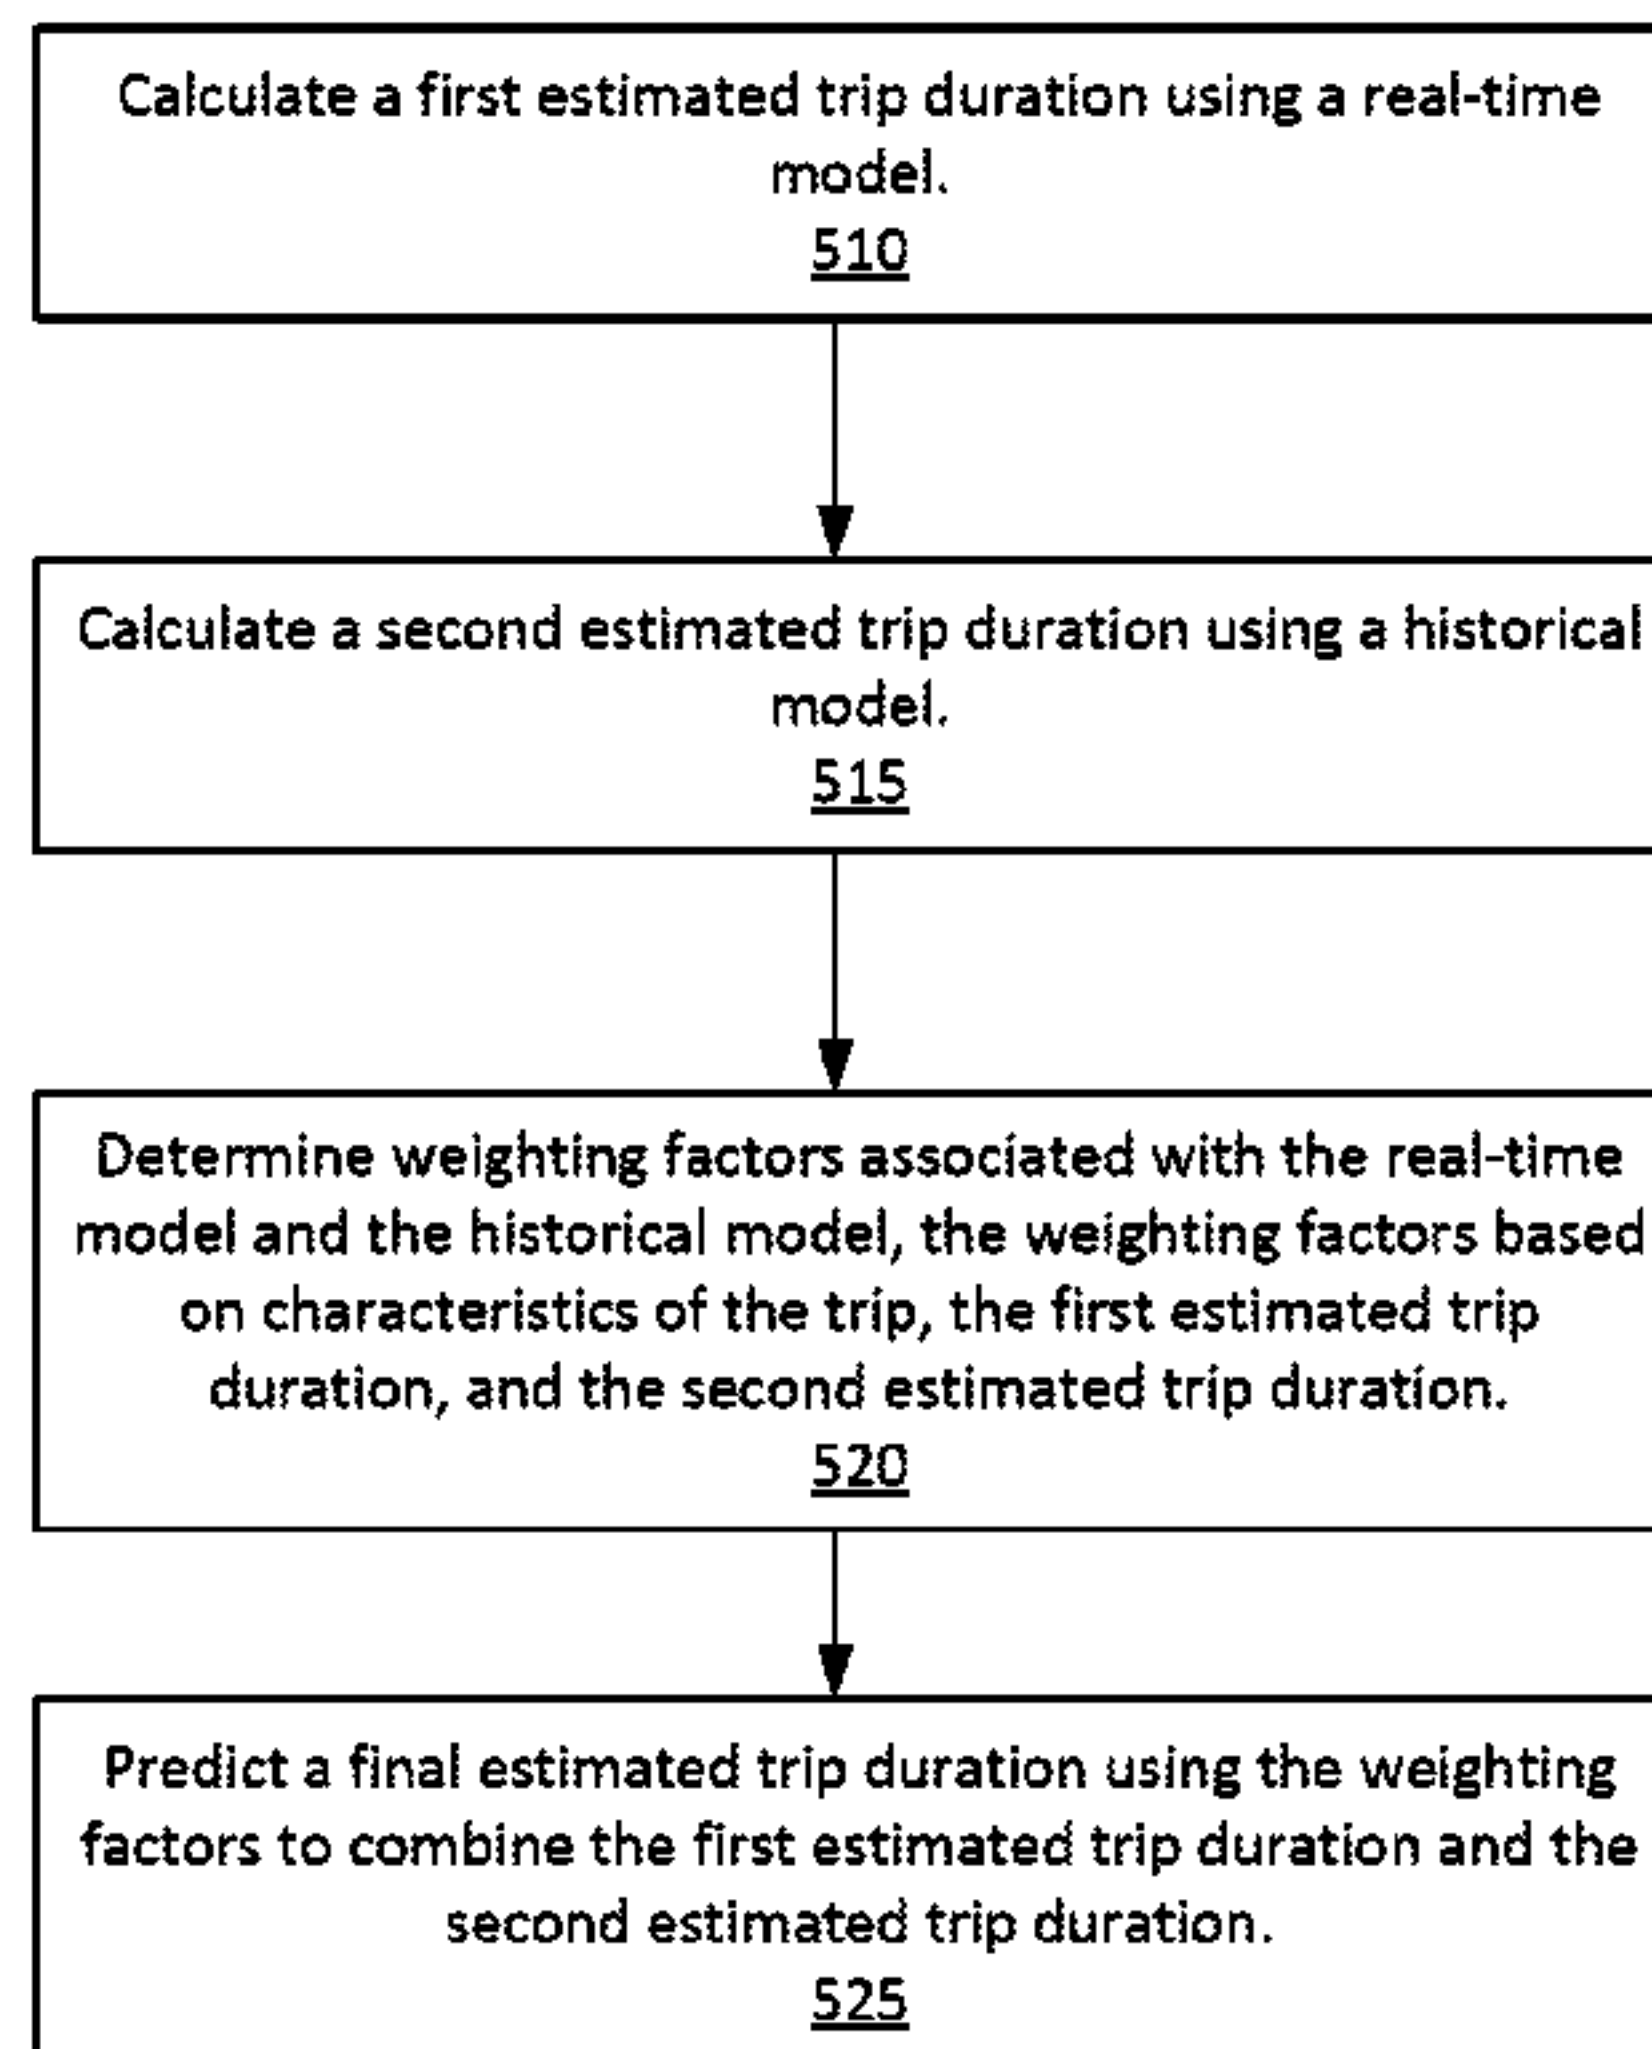 Calculate a first estimated trip duration using a real-time
model.
510
Calculate a second estimated trip duration using a historical
model.
515
Determine weighting factors associated with the real-time
model and the historical model, the weighting factors based
on characteristics of the trip, the first estimated trip
duration, and the second estimated trip duration.
520
Predict a final estimated trip duration using the weighting
factors to combine the first estimated trip duration and the
second estimated trip duration.
525